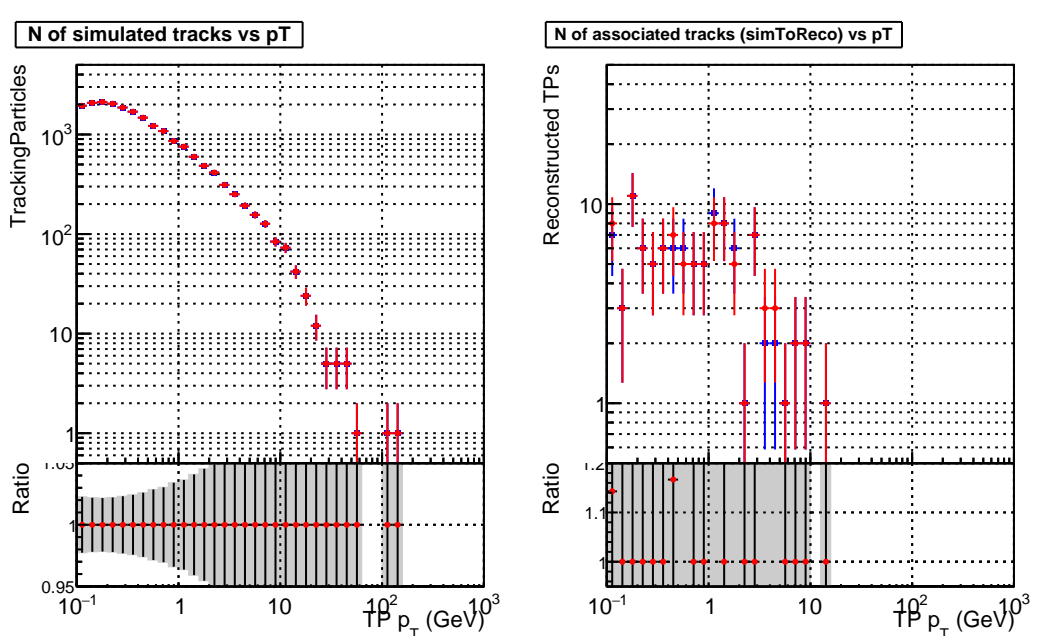 N of simulated tracks vs pT
TrackingParticles
10³
10²
10
1
Ratio
1.05
1
0.95
10⁻¹
1
10
10²
10³
TP p_T (GeV)
N of associated tracks (simToReco) vs pT
Reconstructed TPs
10
1
Ratio
1.2
1.1
1
10⁻¹
1
10
10²
10³
TP p_T (GeV)